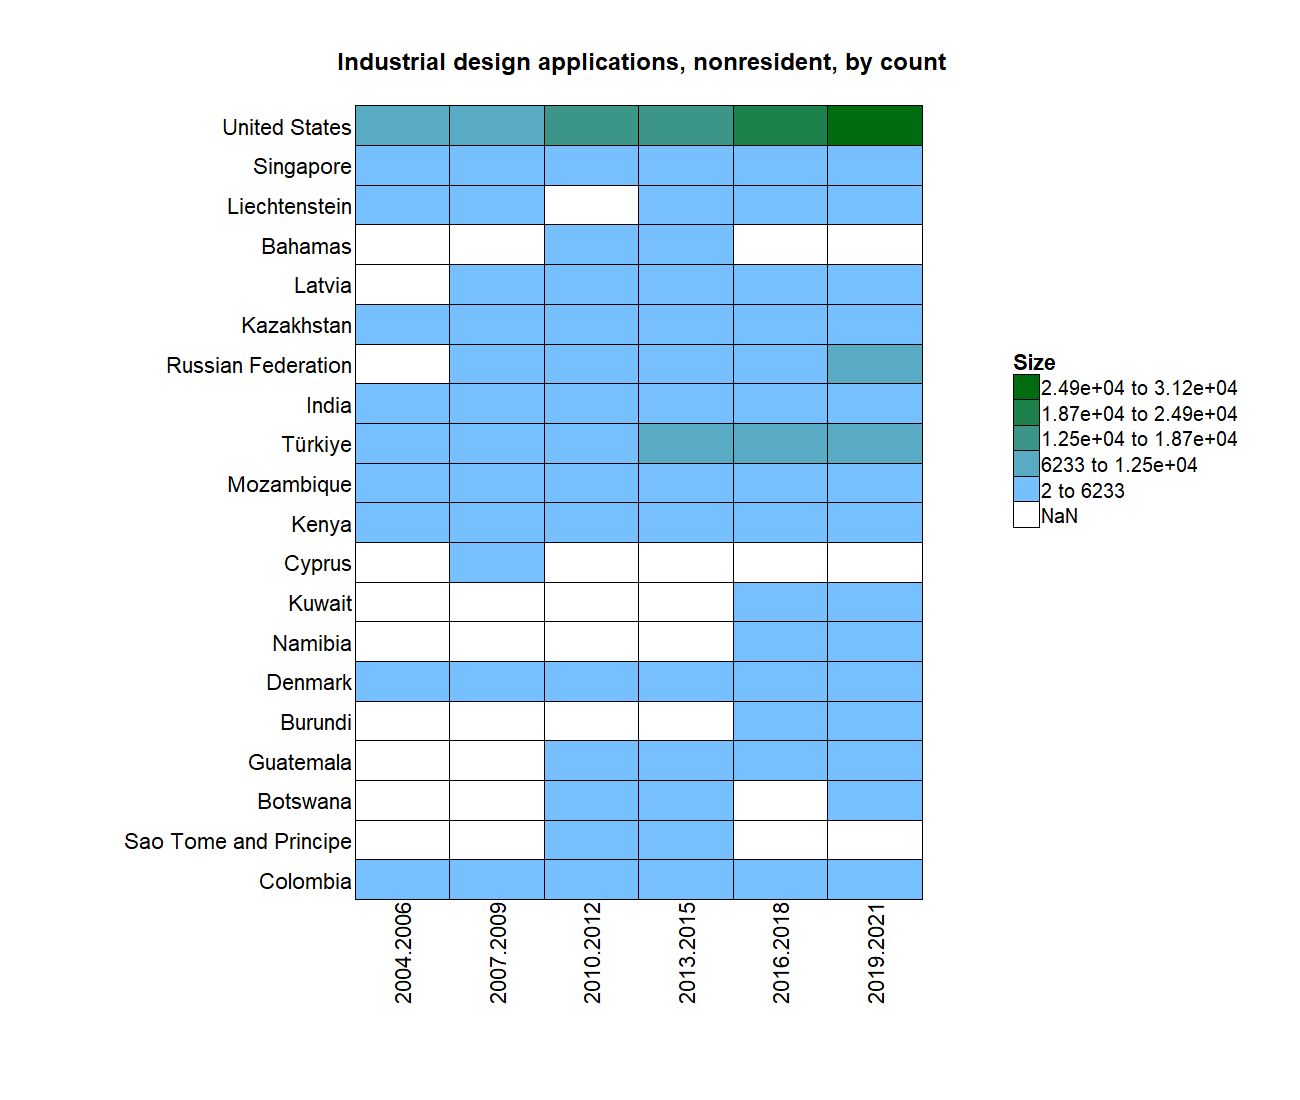 Industrial design applications, nonresident, by count
United States
Singapore
Liechtenstein
Bahamas
Latvia
Kazakhstan
Russian Federation
India
Türkiye
Mozambique
Kenya
Cyprus
Kuwait
Namibia
Denmark
Burundi
Guatemala
Botswana
Sao Tome and Principe
Colombia
2004.2006
2007.2009
2010.2012
2013.2015
2016.2018
2019.2021
Size
2.49e+04 to 3.12e+04
1.87e+04 to 2.49e+04
1.25e+04 to 1.87e+04
6233 to 1.25e+04
2 to 6233
NaN